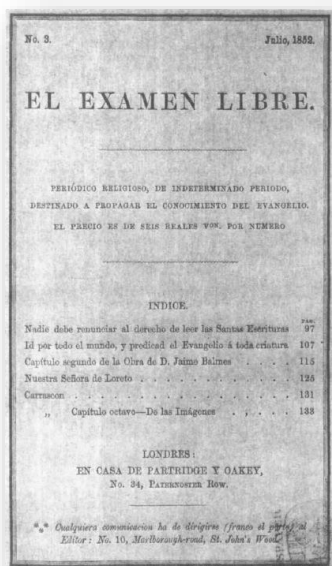 No. 3. Julio, 1852.
EL EXAMEN LIBRE.
PERIÓDICO RELIGIOSO, DE INDETERMINADO PERIODO,
DESTINADO A PROPAGAR EL CONOCIMIENTO DEL EVANGELIO.
EL PRECIO ES DE SEIS REALES VON. POR NUMERO
INDICE.
PAG.
Nadie debe renunciar al derecho de leer las Santas Escrituras 97
Id por todo el mundo, y predicad el Evangelio á toda criatura 107
Capítulo segundo de la Obra de D. Jaime Balmes . . . . 115
Nuestra Señora de Loreto . . . . . . . . . . . 125
Carrascon . . . . . . . . . . . . . . . . 131
„ Capítulo octavo—De las Imágenes . . . . . 133
LONDRES:
EN CASA DE PARTRIDGE Y OAKEY,
No. 34, PATERNOSTER ROW.
*** Cualquiera comunicacion ha de dirigirse (franco el porte) al
Editor: No. 10, Marlborough-road, St. John's Wood.